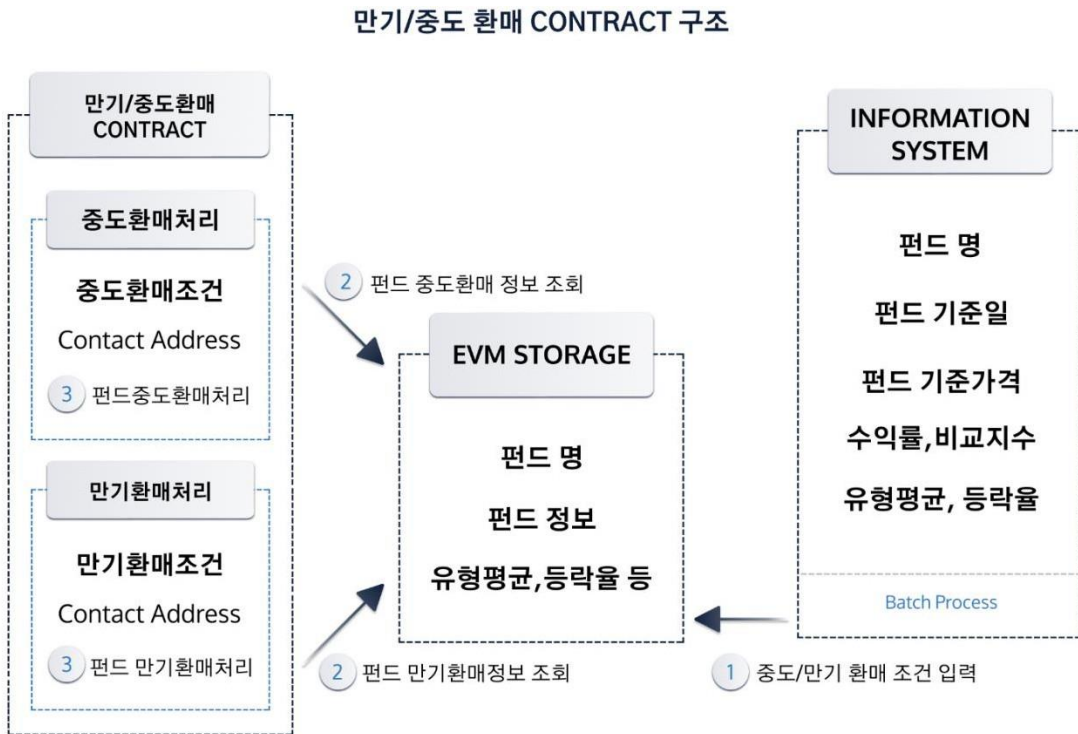 만기/중도 환매 CONTRACT 구조
만기/중도환매
CONTRACT
중도환매처리
중도환매조건
Contact Address
3 펀드중도환매처리
만기환매처리
만기환매조건
Contact Address
3 펀드 만기환매처리
2 펀드 중도환매 정보 조회
EVM STORAGE
펀드 명
펀드 정보
유형평균,등락율 등
2 펀드 만기환매정보 조회
INFORMATION
SYSTEM
펀드 명
펀드 기준일
펀드 기준가격
수익률,비교지수
유형평균, 등락율
Batch Process
1 중도/만기 환매 조건 입력